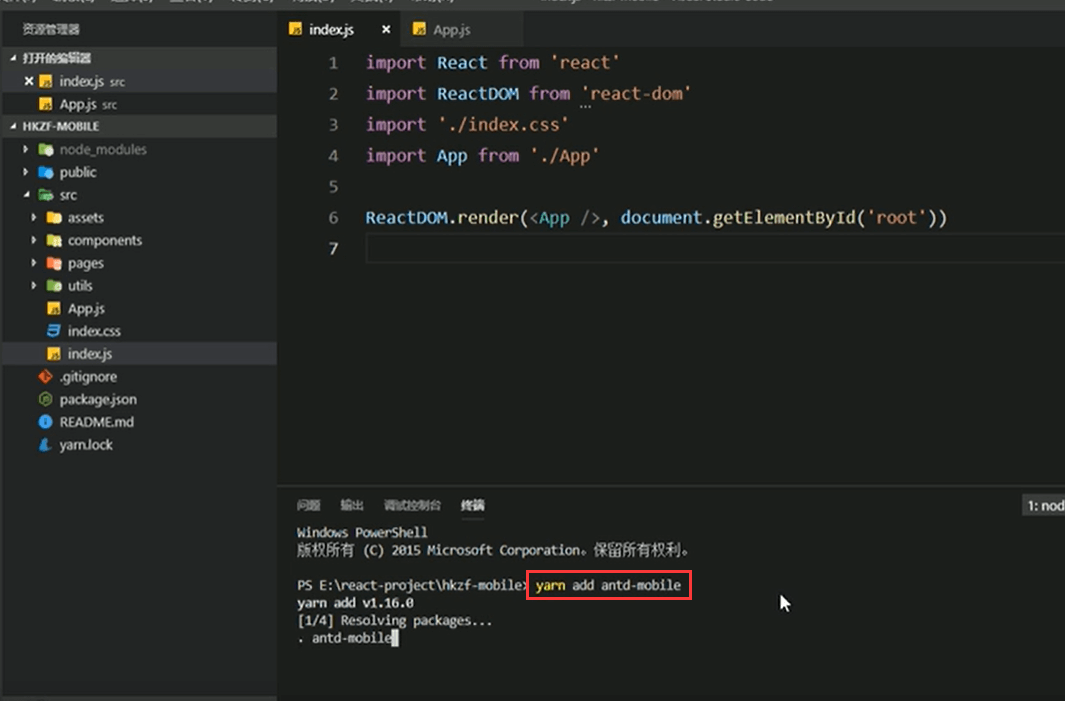 资源管理器
打开的编辑器
index.js src
App.js src
HKZF-MOBILE
node_modules
public
src
assets
components
pages
utils
App.js
index.css
index.js
.gitignore
package.json
README.md
yarn.lock
index.js
App.js
1 import React from 'react'
2 import ReactDOM from 'react-dom'
3 import './index.css'
4 import App from './App'
5
6 ReactDOM.render(<App />, document.getElementById('root'))
7
问题 输出 调试控制台 终端
1: nod
Windows PowerShell
版权所有 (C) 2015 Microsoft Corporation。保留所有权利。
PS E:\react-project\hkzf-mobile> yarn add antd-mobile
yarn add v1.16.0
[1/4] Resolving packages...
. antd-mobile